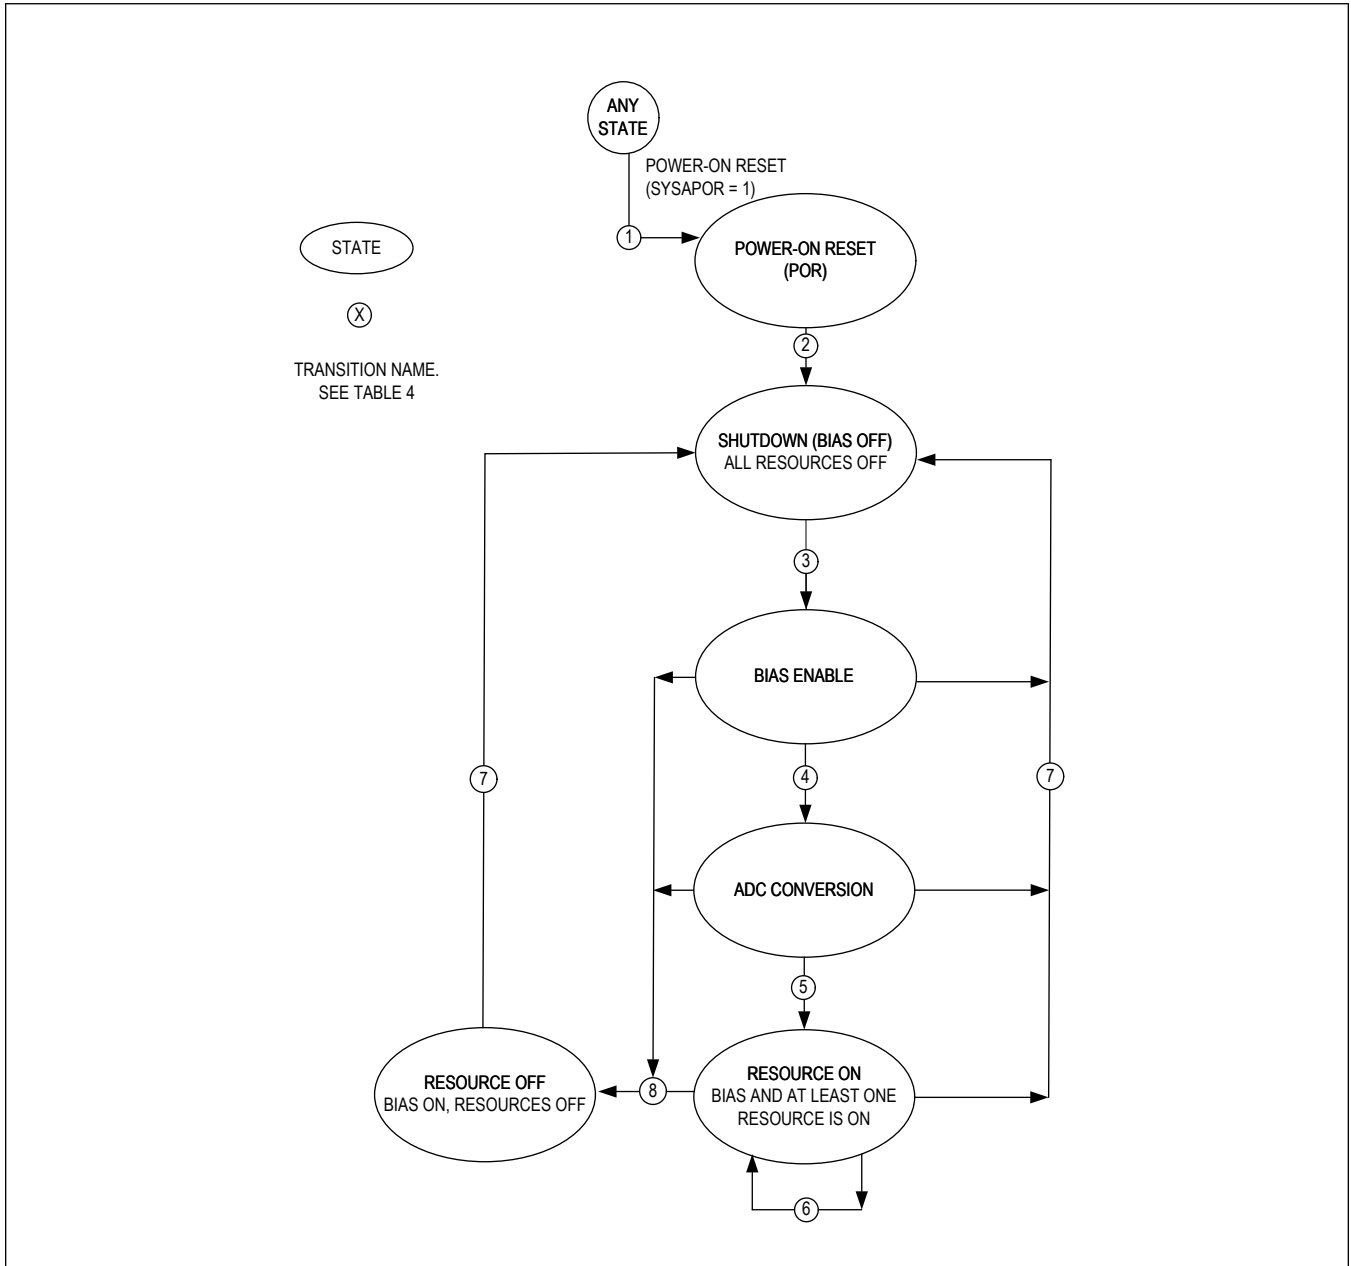 ANY
STATE
POWER-ON RESET
(SYSAPOR = 1)
1
POWER-ON RESET
(POR)
STATE
X
TRANSITION NAME.
SEE TABLE 4
2
SHUTDOWN (BIAS OFF)
ALL RESOURCES OFF
3
BIAS ENABLE
4
7
7
ADC CONVERSION
5
RESOURCE OFF
BIAS ON, RESOURCES OFF
8
RESOURCE ON
BIAS AND AT LEAST ONE
RESOURCE IS ON
6